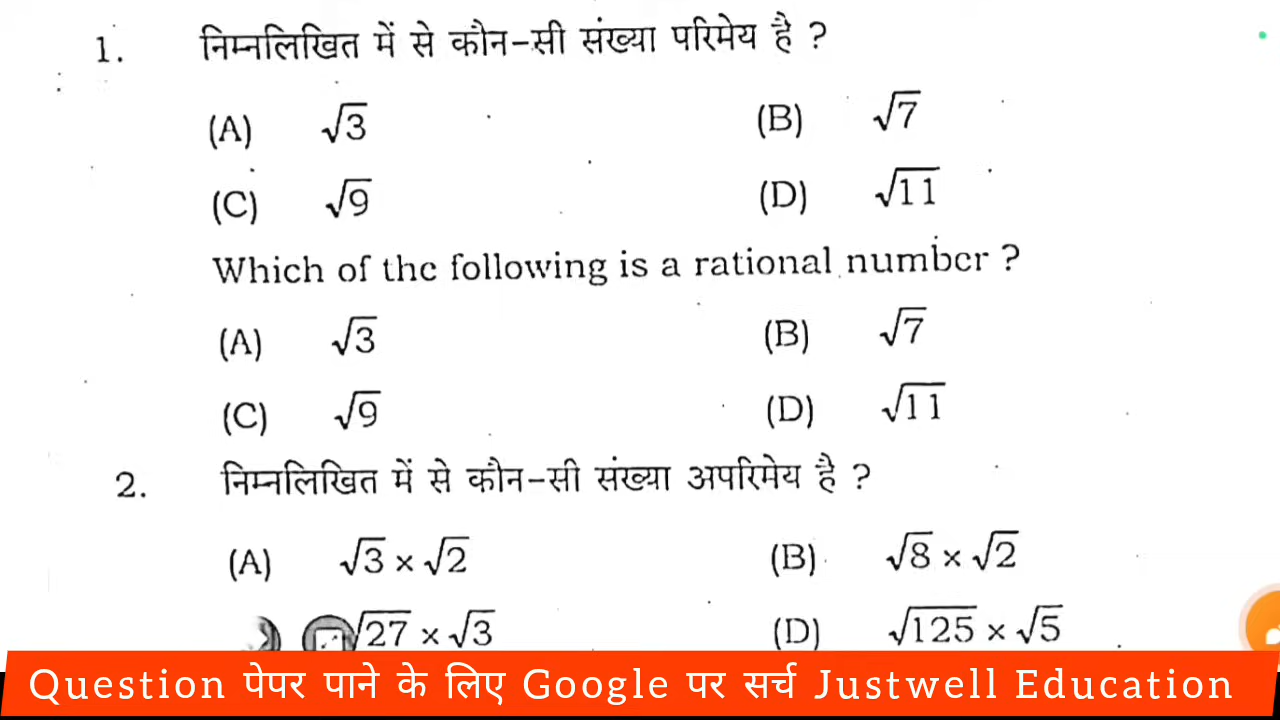 1. निम्नलिखित में से कौन-सी संख्या परिमेय है ?
(A) √3 (B) √7
(C) √9 (D) √11
Which of the following is a rational number ?
(A) √3 (B) √7
(C) √9 (D) √11
2. निम्नलिखित में से कौन-सी संख्या अपरिमेय है ?
(A) √3 × √2 (B) √8 × √2
√27 × √3 (D) √125 × √5
Question पेपर पाने के लिए Google पर सर्च Justwell Education